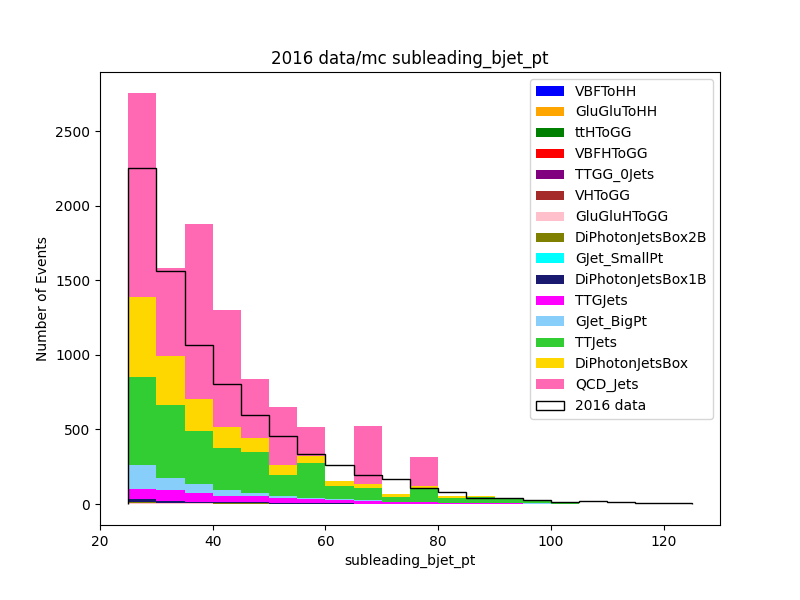 2016 data/mc subleading_bjet_pt
VBFToHH
GluGluToHH
ttHToGG
VBFHToGG
TTGG_0Jets
VHToGG
GluGluHToGG
DiPhotonJetsBox2B
GJet_SmallPt
DiPhotonJetsBox1B
TTGJets
GJet_BigPt
TTJets
DiPhotonJetsBox
QCD_Jets
2016 data
Number of Events
2500
2000
1500
1000
500
0
20 40 60 80 100 120
subleading_bjet_pt